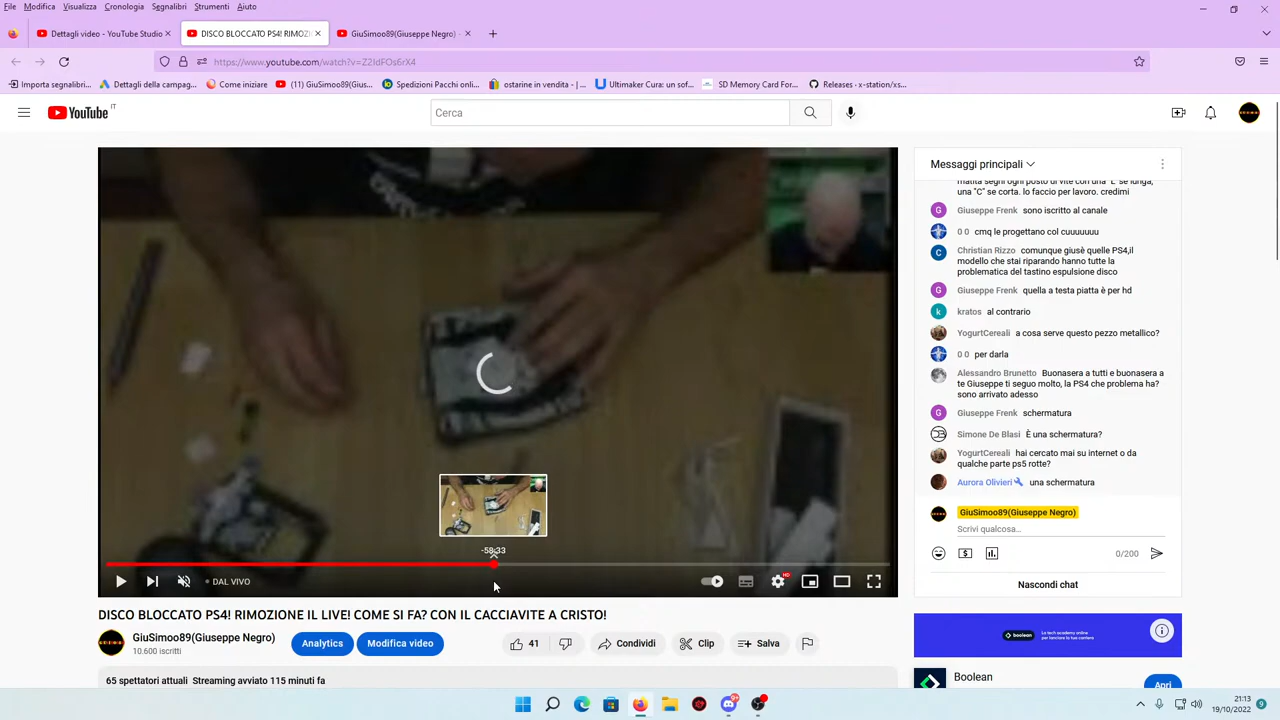 File Modifica Visualizza Cronologia Segnalibri Strumenti Aiuto
Dettagli video - YouTube Studio
DISCO BLOCCATO PS4! RIMOZI
GiuSimoo89(Giuseppe Negro) -
https://www.youtube.com/watch?v=Z2IdFOs6rX4
Importa segnalibri... Dettagli della campag... Come iniziare (11) GiuSimoo89(Gius... Spedizioni Pacchi onli... ostarine in vendita - ... Ultimaker Cura: un sof... SD Memory Card For... Releases · x-station/xs...
YouTube IT
Cerca
Messaggi principali
matita segni ogni posto di vite con una "L" se lunga,
una "C" se corta. lo faccio per lavoro. credimi
G Giuseppe Frenk sono iscritto al canale
0 0 cmq le progettano col cuuuuuuu
C Christian Rizzo comunque giusè quelle PS4,il
modello che stai riparando hanno tutte la
problematica del tastino espulsione disco
G Giuseppe Frenk quella a testa piatta è per hd
k kratos al contrario
YogurtCereali a cosa serve questo pezzo metallico?
0 0 per darla
Alessandro Brunetto Buonasera a tutti e buonasera a
te Giuseppe ti seguo molto, la PS4 che problema ha?
sono arrivato adesso
G Giuseppe Frenk schermatura
Simone De Blasi È una schermatura?
YogurtCereali hai cercato mai su internet o da
qualche parte ps5 rotte?
Aurora Olivieri una schermatura
GiuSimoo89(Giuseppe Negro)
Scrivi qualcosa...
0/200
Nascondi chat
-58:33
DAL VIVO
HD
DISCO BLOCCATO PS4! RIMOZIONE IL LIVE! COME SI FA? CON IL CACCIAVITE A CRISTO!
GiuSimoo89(Giuseppe Negro)
10.600 iscritti
Analytics
Modifica video
41
Condividi
Clip
Salva
65 spettatori attuali Streaming avviato 115 minuti fa
boolean
La tech academy online
Boolean
Apri
21:13
19/10/2022
9